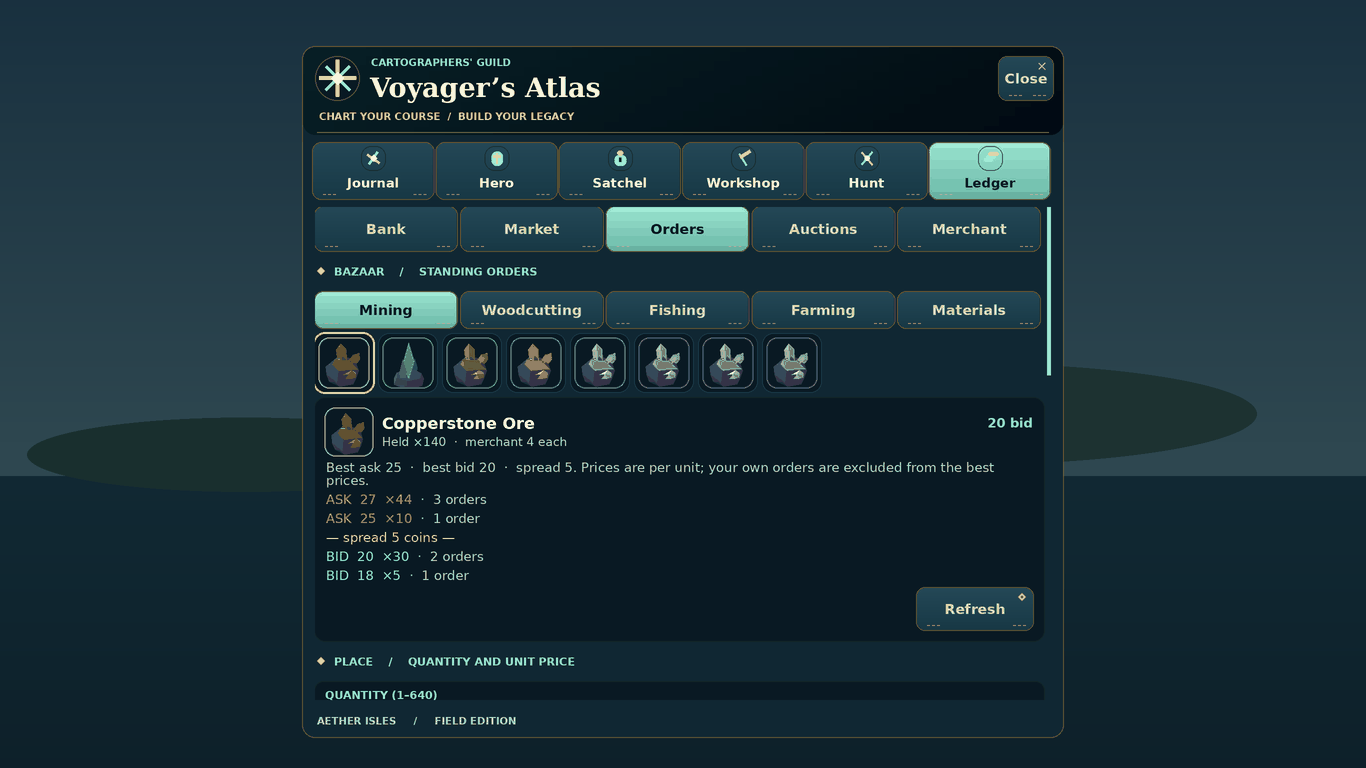 CARTOGRAPHERS' GUILD
Voyager's Atlas
CHART YOUR COURSE / BUILD YOUR LEGACY
× Close
Journal Hero Satchel Workshop Hunt Ledger
Bank Market Orders Auctions Merchant
BAZAAR / STANDING ORDERS
Mining Woodcutting Fishing Farming Materials
Copperstone Ore 20 bid
Held ×140 · merchant 4 each
Best ask 25 · best bid 20 · spread 5. Prices are per unit; your own orders are excluded from the best
prices.
ASK 27 ×44 · 3 orders
ASK 25 ×10 · 1 order
— spread 5 coins —
BID 20 ×30 · 2 orders
BID 18 ×5 · 1 order
Refresh
PLACE / QUANTITY AND UNIT PRICE
QUANTITY (1–640)
AETHER ISLES / FIELD EDITION